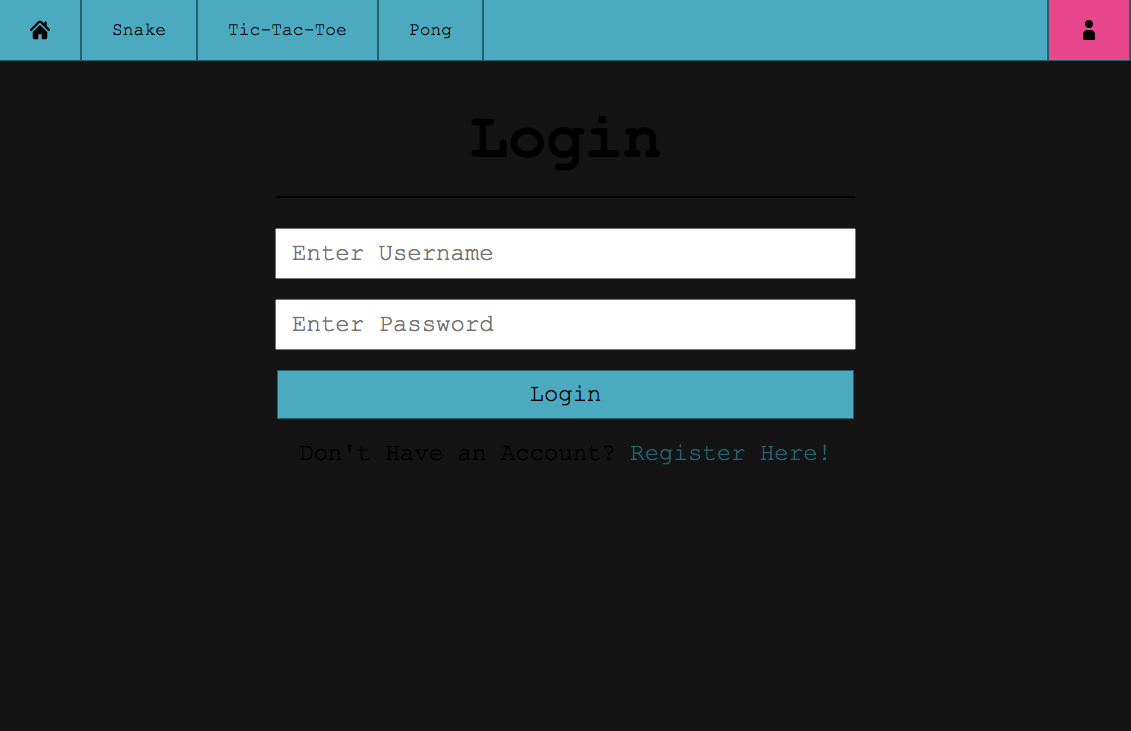 Snake Tic-Tac-Toe Pong
Login
Enter Username
Enter Password
Login
Don't Have an Account? Register Here!